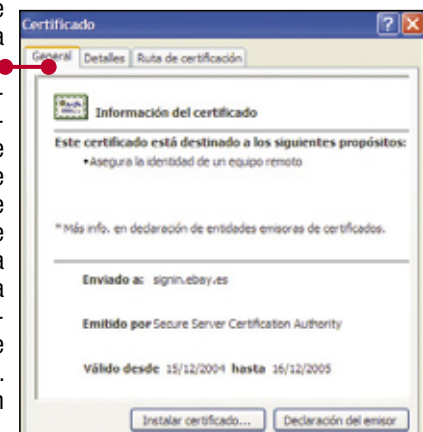 Certificado
General Detalles Ruta de certificación
Información del certificado
Este certificado está destinado a los siguientes propósitos:
•Asegura la identidad de un equipo remoto
* Más info. en declaración de entidades emisoras de certificados.
Enviado a: signin.ebay.es
Emitido por Secure Server Certification Authority
Válido desde 15/12/2004 hasta 16/12/2005
Instalar certificado... Declaración del emisor